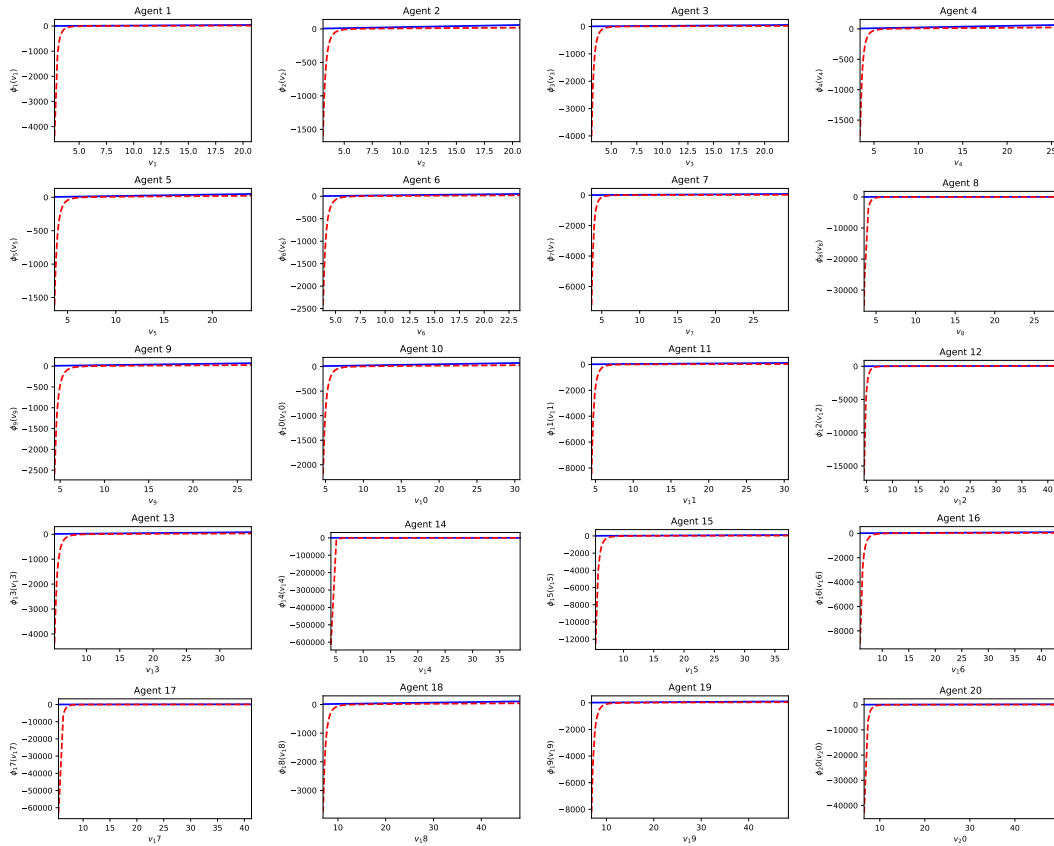 Agent 1
Agent 2
Agent 3
Agent 4
0
−1000
−2000
−3000
−4000
ϕ₁(v₁)
5.0 7.5 10.0 12.5 15.0 17.5 20.0
v₁
0
−500
−1000
−1500
ϕ₂(v₂)
5.0 7.5 10.0 12.5 15.0 17.5 20.0
v₂
0
−1000
−2000
−3000
−4000
ϕ₃(v₃)
5.0 7.5 10.0 12.5 15.0 17.5 20.0
v₃
0
−500
−1000
−1500
ϕ₄(v₄)
5 10 15 20 25
v₄
Agent 5
Agent 6
Agent 7
Agent 8
0
−500
−1000
−1500
ϕ₅(v₅)
5 10 15 20
v₅
0
−500
−1000
−1500
−2000
−2500
ϕ₆(v₆)
5.0 7.5 10.0 12.5 15.0 17.5 20.0 22.5
v₆
0
−2000
−4000
−6000
ϕ₇(v₇)
5 10 15 20 25
v₇
0
−10000
−20000
−30000
ϕ₈(v₈)
5 10 15 20 25
v₈
Agent 9
Agent 10
Agent 11
Agent 12
0
−500
−1000
−1500
−2000
−2500
ϕ₉(v₉)
5 10 15 20 25
v₉
0
−500
−1000
−1500
−2000
ϕ₁0(v₁0)
5 10 15 20 25 30
v₁0
0
−2000
−4000
−6000
−8000
ϕ₁1(v₁1)
5 10 15 20 25 30
v₁1
0
−5000
−10000
−15000
ϕ₁2(v₁2)
5 10 15 20 25 30 35 40
v₁2
Agent 13
Agent 14
Agent 15
Agent 16
0
−1000
−2000
−3000
−4000
ϕ₁3(v₁3)
10 15 20 25 30
v₁3
0
−100000
−200000
−300000
−400000
−500000
−600000
ϕ₁4(v₁4)
5 10 15 20 25 30 35
v₁4
0
−2000
−4000
−6000
−8000
−10000
−12000
ϕ₁5(v₁5)
10 15 20 25 30 35
v₁5
0
−2000
−4000
−6000
−8000
ϕ₁6(v₁6)
10 15 20 25 30 35 40
v₁6
Agent 17
Agent 18
Agent 19
Agent 20
0
−10000
−20000
−30000
−40000
−50000
−60000
ϕ₁7(v₁7)
10 15 20 25 30 35 40
v₁7
0
−1000
−2000
−3000
ϕ₁8(v₁8)
10 15 20 25 30 35 40 45
v₁8
0
−2000
−4000
−6000
−8000
ϕ₁9(v₁9)
10 15 20 25 30 35 40 45
v₁9
0
−10000
−20000
−30000
−40000
ϕ₂0(v₂0)
10 15 20 25 30 35 40 45
v₂0